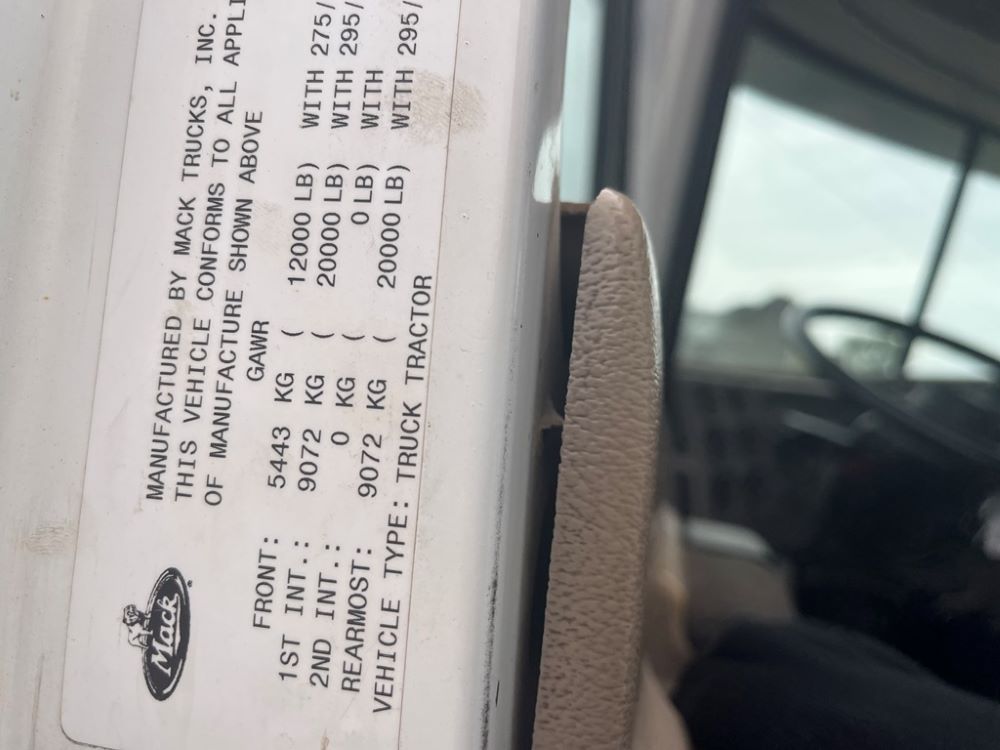 Mack®
MANUFACTURED BY MACK TRUCKS, INC.
THIS VEHICLE CONFORMS TO ALL APPLI
OF MANUFACTURE SHOWN ABOVE
GAWR
FRONT: 5443 KG ( 12000 LB) WITH 275/
1ST INT.: 9072 KG ( 20000 LB) WITH 295/
2ND INT.: 0 KG ( 0 LB) WITH
REARMOST: 9072 KG ( 20000 LB) WITH 295/
VEHICLE TYPE: TRUCK TRACTOR